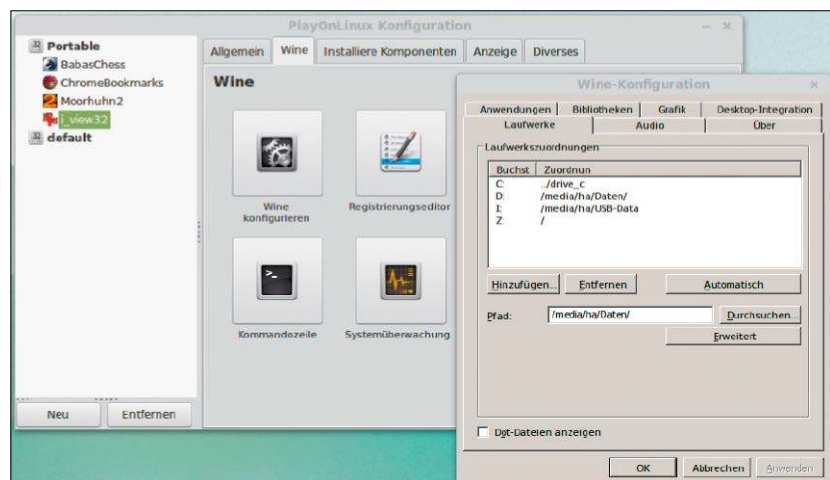 PlayOnLinux Konfiguration
Portable
BabasChess
ChromeBookmarks
Moorhuhn2
i_view32
default
Neu
Entfernen
Allgemein
Wine
Installiere Komponenten
Anzeige
Diverses
Wine
Wine
konfigurieren
Registrierungseditor
Kommandozeile
Systemüberwachung
Wine-Konfiguration
Anwendungen
Bibliotheken
Grafik
Desktop-Integration
Laufwerke
Audio
Über
Laufwerkszuordnungen
Buchst Zuordnun
C: ../drive_c
D: /media/ha/Daten/
I: /media/ha/USB-Data
Z: /
Hinzufügen...
Entfernen
Automatisch
Pfad: /media/ha/Daten/
Durchsuchen...
Erweitert
Dot-Dateien anzeigen
OK
Abbrechen
Anwenden